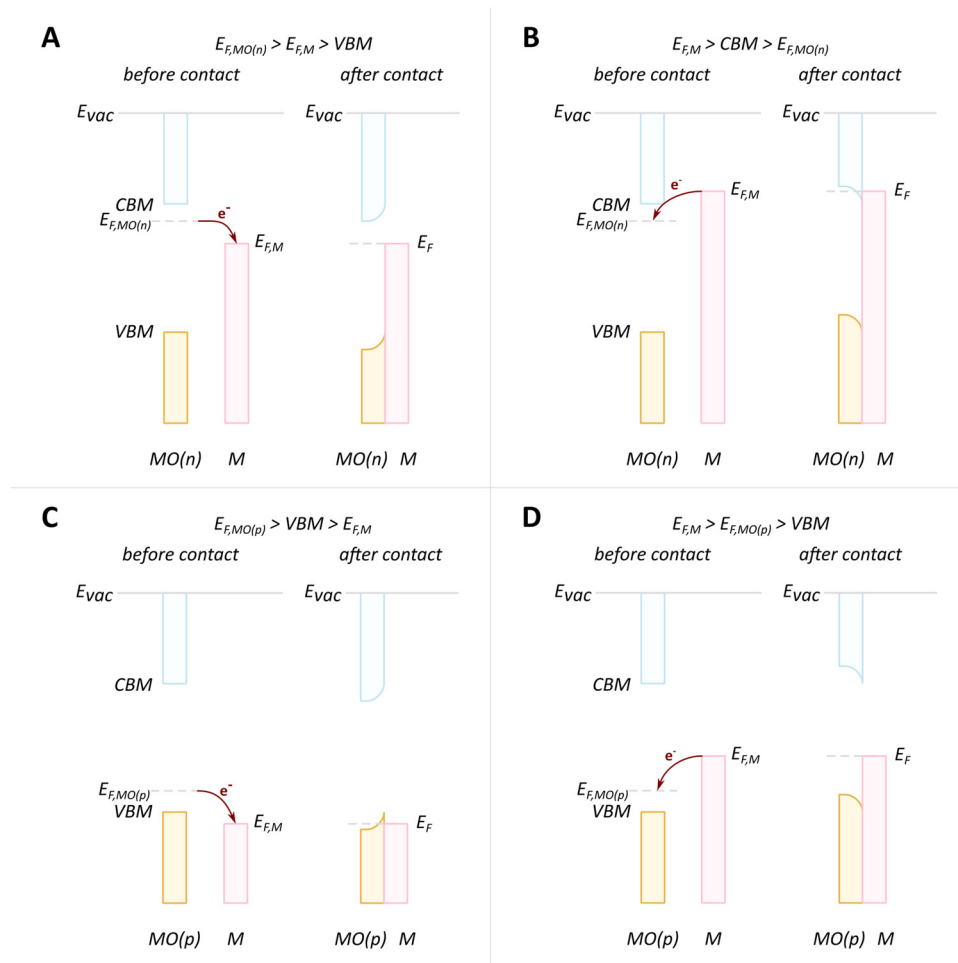 A
E_F,MO(n) > E_F,M > VBM
before contact
after contact
E_vac
E_vac
CBM
E_F,MO(n)
e⁻
E_F,M
E_F
VBM
MO(n) M
MO(n) M
B
E_F,M > CBM > E_F,MO(n)
before contact
after contact
E_vac
E_vac
CBM
E_F,MO(n)
e⁻
E_F,M
E_F
VBM
MO(n) M
MO(n) M
C
E_F,MO(p) > VBM > E_F,M
before contact
after contact
E_vac
E_vac
CBM
E_F,MO(p)
e⁻
VBM
E_F,M
E_F
MO(p) M
MO(p) M
D
E_F,M > E_F,MO(p) > VBM
before contact
after contact
E_vac
E_vac
CBM
e⁻
E_F,M
E_F
E_F,MO(p)
VBM
MO(p) M
MO(p) M